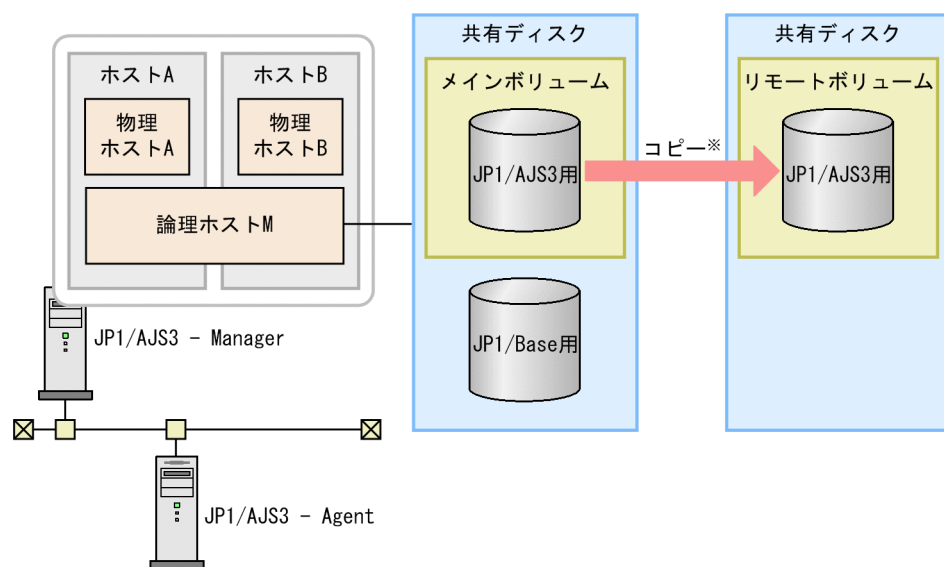 共有ディスク
共有ディスク
ホストA
ホストB
メインボリューム
リモートボリューム
物理
ホストA
物理
ホストB
コピー※
JP1/AJS3用
JP1/AJS3用
論理ホストM
JP1/AJS3 - Manager
JP1/Base用
JP1/AJS3 - Agent